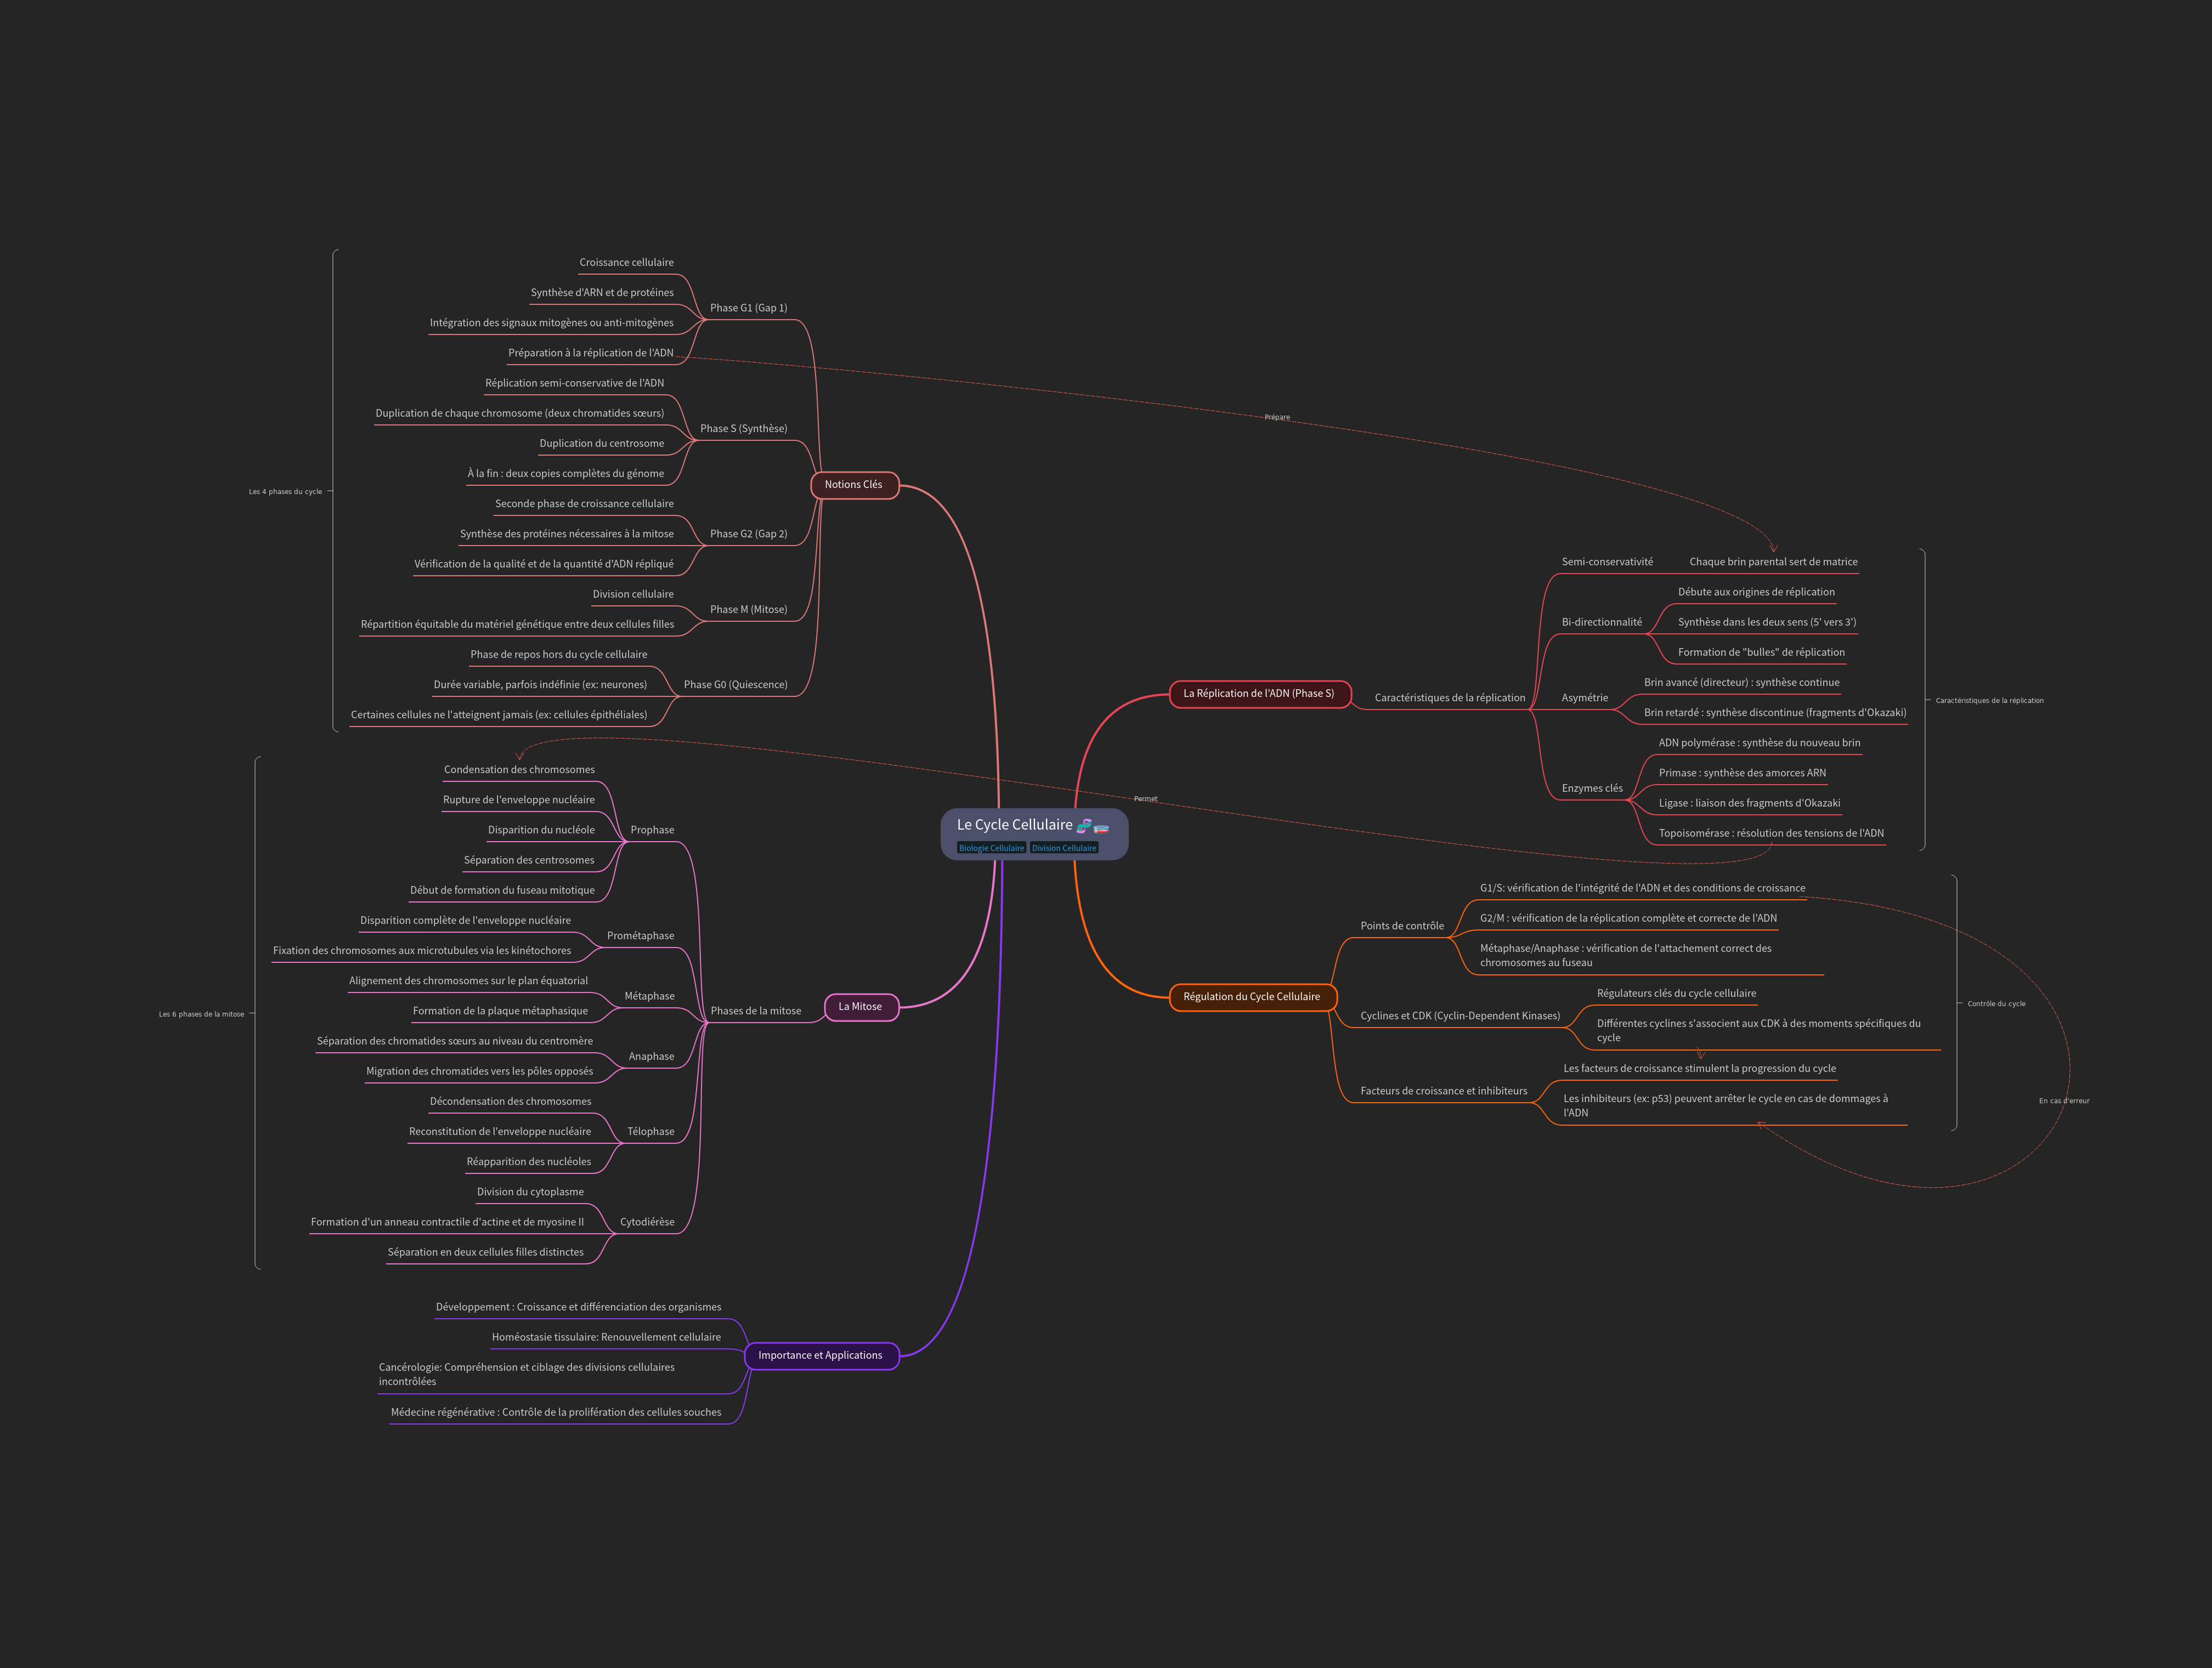 Le Cycle Cellulaire 🧬🧫
Biologie Cellulaire
Division Cellulaire
Notions Clés
Les 4 phases du cycle
Phase G1 (Gap 1)
Croissance cellulaire
Synthèse d'ARN et de protéines
Intégration des signaux mitogènes ou anti-mitogènes
Préparation à la réplication de l'ADN
Phase S (Synthèse)
Réplication semi-conservative de l'ADN
Duplication de chaque chromosome (deux chromatides sœurs)
Duplication du centrosome
À la fin : deux copies complètes du génome
Phase G2 (Gap 2)
Seconde phase de croissance cellulaire
Synthèse des protéines nécessaires à la mitose
Vérification de la qualité et de la quantité d'ADN répliqué
Phase M (Mitose)
Division cellulaire
Répartition équitable du matériel génétique entre deux cellules filles
Phase G0 (Quiescence)
Phase de repos hors du cycle cellulaire
Durée variable, parfois indéfinie (ex: neurones)
Certaines cellules ne l'atteignent jamais (ex: cellules épithéliales)
Prépare
La Réplication de l'ADN (Phase S)
Caractéristiques de la réplication
Semi-conservativité
Chaque brin parental sert de matrice
Bi-directionnalité
Débute aux origines de réplication
Synthèse dans les deux sens (5' vers 3')
Formation de "bulles" de réplication
Asymétrie
Brin avancé (directeur) : synthèse continue
Brin retardé : synthèse discontinue (fragments d'Okazaki)
Enzymes clés
ADN polymérase : synthèse du nouveau brin
Primase : synthèse des amorces ARN
Ligase : liaison des fragments d'Okazaki
Topoisomérase : résolution des tensions de l'ADN
Caractéristiques de la réplication
Permet
La Mitose
Les 6 phases de la mitose
Phases de la mitose
Prophase
Condensation des chromosomes
Rupture de l'enveloppe nucléaire
Disparition du nucléole
Séparation des centrosomes
Début de formation du fuseau mitotique
Prométaphase
Disparition complète de l'enveloppe nucléaire
Fixation des chromosomes aux microtubules via les kinétochores
Métaphase
Alignement des chromosomes sur le plan équatorial
Formation de la plaque métaphasique
Anaphase
Séparation des chromatides sœurs au niveau du centromère
Migration des chromatides vers les pôles opposés
Télophase
Décondensation des chromosomes
Reconstitution de l'enveloppe nucléaire
Réapparition des nucléoles
Cytodiérèse
Division du cytoplasme
Formation d'un anneau contractile d'actine et de myosine II
Séparation en deux cellules filles distinctes
Régulation du Cycle Cellulaire
Points de contrôle
G1/S: vérification de l'intégrité de l'ADN et des conditions de croissance
G2/M : vérification de la réplication complète et correcte de l'ADN
Métaphase/Anaphase : vérification de l'attachement correct des
chromosomes au fuseau
Cyclines et CDK (Cyclin-Dependent Kinases)
Régulateurs clés du cycle cellulaire
Différentes cyclines s'associent aux CDK à des moments spécifiques du
cycle
Facteurs de croissance et inhibiteurs
Les facteurs de croissance stimulent la progression du cycle
Les inhibiteurs (ex: p53) peuvent arrêter le cycle en cas de dommages à
l'ADN
Contrôle du cycle
En cas d'erreur
Importance et Applications
Développement : Croissance et différenciation des organismes
Homéostasie tissulaire: Renouvellement cellulaire
Cancérologie: Compréhension et ciblage des divisions cellulaires
incontrôlées
Médecine régénérative : Contrôle de la prolifération des cellules souches